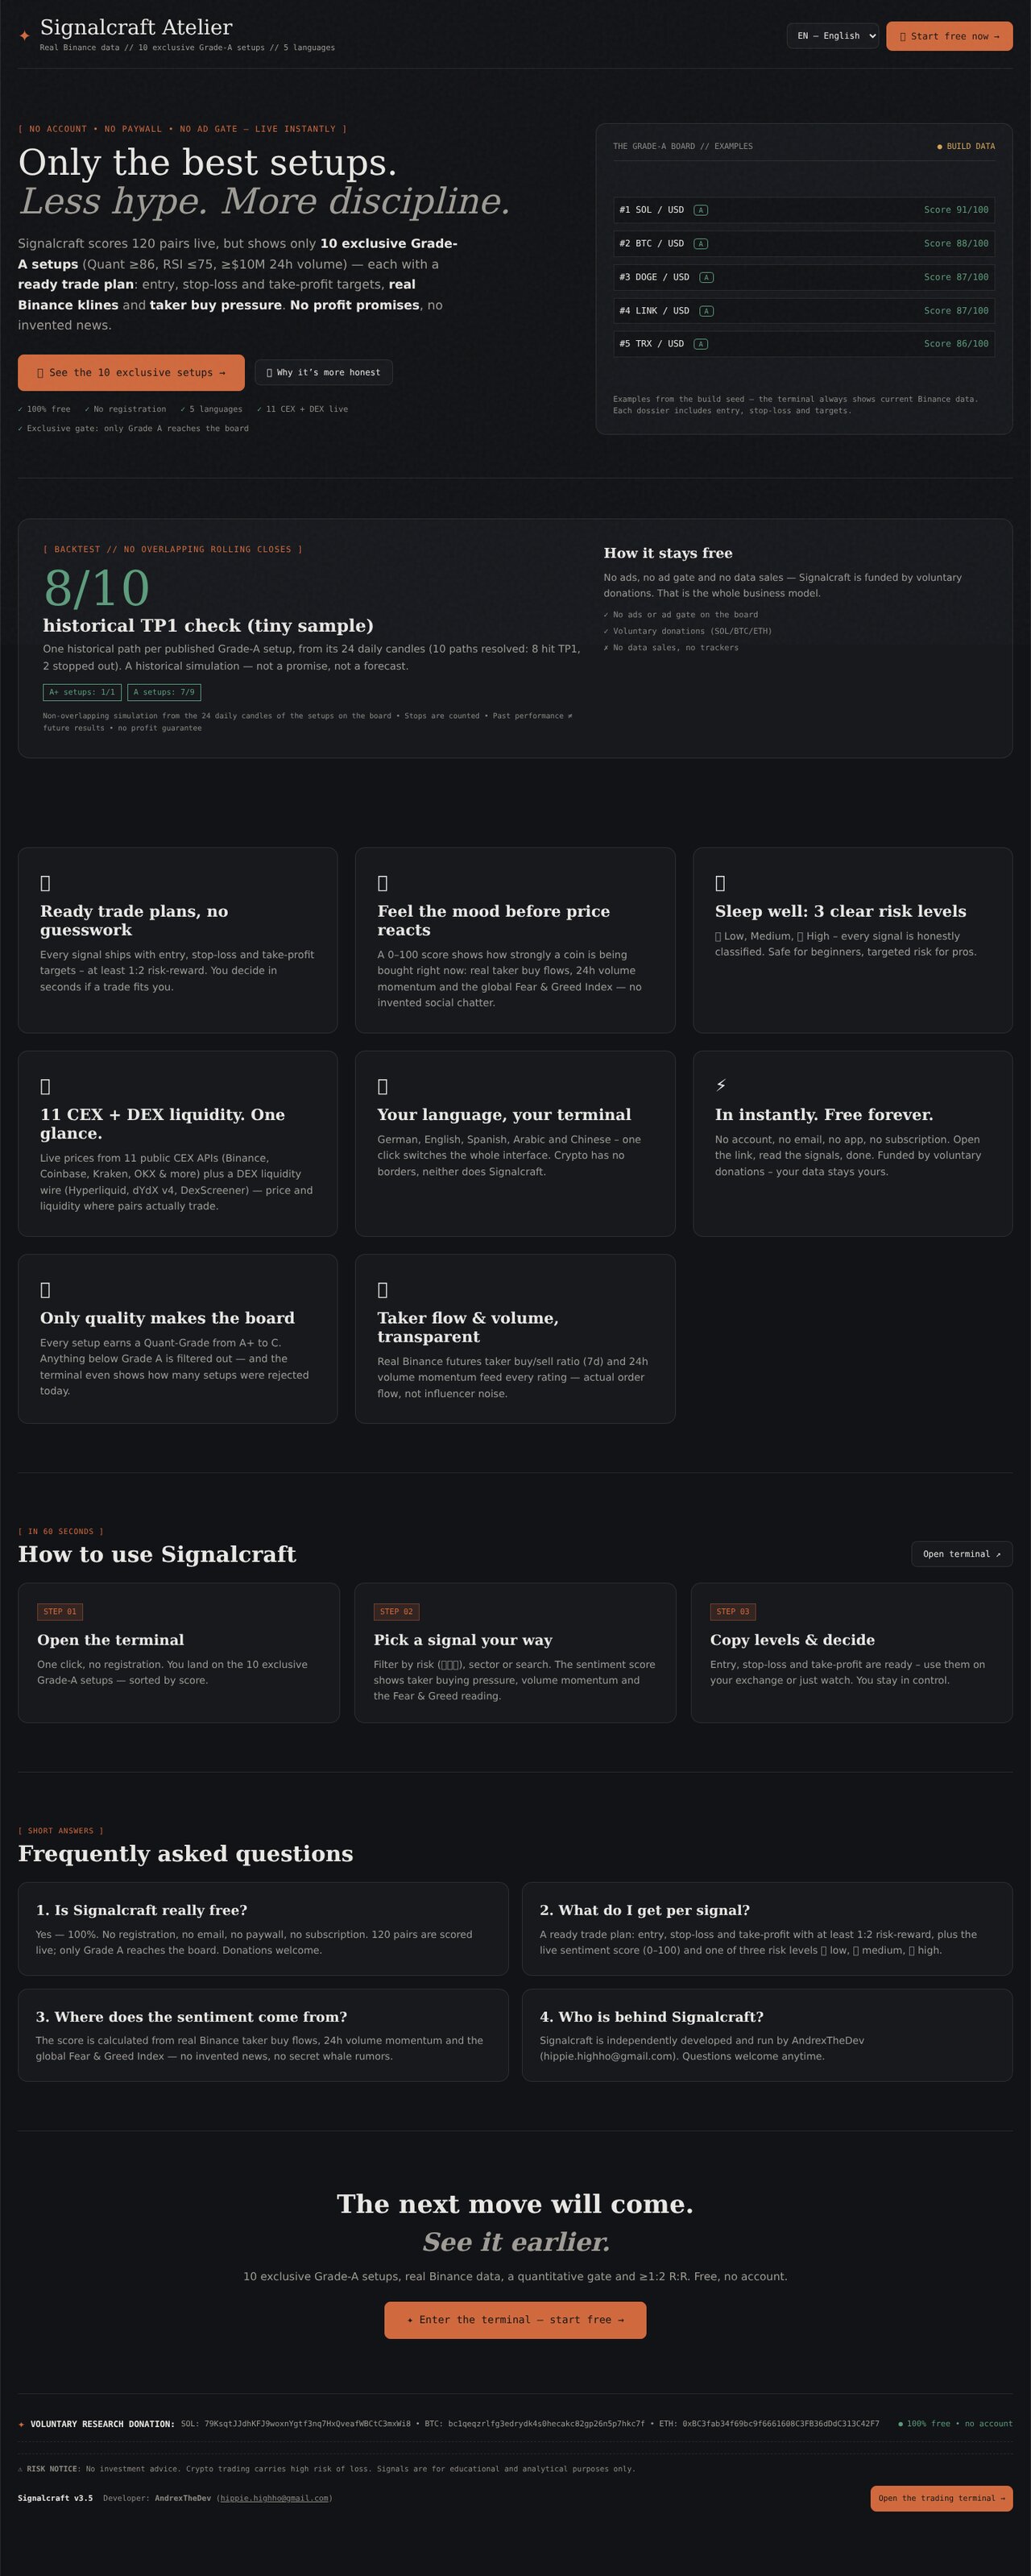 ✦ Signalcraft Atelier
Real Binance data // 10 exclusive Grade-A setups // 5 languages
EN — English
Start free now →
[ NO ACCOUNT • NO PAYWALL • NO AD GATE — LIVE INSTANTLY ]
Only the best setups.
Less hype. More discipline.
Signalcraft scores 120 pairs live, but shows only 10 exclusive Grade-
A setups (Quant ≥86, RSI ≤75, ≥$10M 24h volume) — each with a
ready trade plan: entry, stop-loss and take-profit targets, real
Binance klines and taker buy pressure. No profit promises, no
invented news.
See the 10 exclusive setups →
Why it’s more honest
✓ 100% free ✓ No registration ✓ 5 languages ✓ 11 CEX + DEX live
✓ Exclusive gate: only Grade A reaches the board
THE GRADE-A BOARD // EXAMPLES
● BUILD DATA
#1 SOL / USD A Score 91/100
#2 BTC / USD A Score 88/100
#3 DOGE / USD A Score 87/100
#4 LINK / USD A Score 87/100
#5 TRX / USD A Score 86/100
Examples from the build seed — the terminal always shows current Binance data.
Each dossier includes entry, stop-loss and targets.
[ BACKTEST // NO OVERLAPPING ROLLING CLOSES ]
8/10
historical TP1 check (tiny sample)
One historical path per published Grade-A setup, from its 24 daily candles (10 paths resolved: 8 hit TP1,
2 stopped out). A historical simulation — not a promise, not a forecast.
A+ setups: 1/1
A setups: 7/9
Non-overlapping simulation from the 24 daily candles of the setups on the board • Stops are counted • Past performance ≠
future results • no profit guarantee
How it stays free
No ads, no ad gate and no data sales — Signalcraft is funded by voluntary
donations. That is the whole business model.
✓ No ads or ad gate on the board
✓ Voluntary donations (SOL/BTC/ETH)
✗ No data sales, no trackers
Ready trade plans, no
guesswork
Every signal ships with entry, stop-loss and take-profit
targets – at least 1:2 risk-reward. You decide in
seconds if a trade fits you.
Feel the mood before price
reacts
A 0–100 score shows how strongly a coin is being
bought right now: real taker buy flows, 24h volume
momentum and the global Fear & Greed Index — no
invented social chatter.
Sleep well: 3 clear risk levels
Low, Medium, High – every signal is honestly
classified. Safe for beginners, targeted risk for pros.
11 CEX + DEX liquidity. One
glance.
Live prices from 11 public CEX APIs (Binance,
Coinbase, Kraken, OKX & more) plus a DEX liquidity
wire (Hyperliquid, dYdX v4, DexScreener) — price and
liquidity where pairs actually trade.
Your language, your terminal
German, English, Spanish, Arabic and Chinese – one
click switches the whole interface. Crypto has no
borders, neither does Signalcraft.
⚡
In instantly. Free forever.
No account, no email, no app, no subscription. Open
the link, read the signals, done. Funded by voluntary
donations – your data stays yours.
Only quality makes the board
Every setup earns a Quant-Grade from A+ to C.
Anything below Grade A is filtered out — and the
terminal even shows how many setups were rejected
today.
Taker flow & volume,
transparent
Real Binance futures taker buy/sell ratio (7d) and 24h
volume momentum feed every rating — actual order
flow, not influencer noise.
[ IN 60 SECONDS ]
How to use Signalcraft
Open terminal ↗
STEP 01
Open the terminal
One click, no registration. You land on the 10 exclusive
Grade-A setups — sorted by score.
STEP 02
Pick a signal your way
Filter by risk (), sector or search. The sentiment score
shows taker buying pressure, volume momentum and
the Fear & Greed reading.
STEP 03
Copy levels & decide
Entry, stop-loss and take-profit are ready – use them on
your exchange or just watch. You stay in control.
[ SHORT ANSWERS ]
Frequently asked questions
1. Is Signalcraft really free?
Yes — 100%. No registration, no email, no paywall, no subscription. 120 pairs are scored
live; only Grade A reaches the board. Donations welcome.
2. What do I get per signal?
A ready trade plan: entry, stop-loss and take-profit with at least 1:2 risk-reward, plus the
live sentiment score (0–100) and one of three risk levels low, medium, high.
3. Where does the sentiment come from?
The score is calculated from real Binance taker buy flows, 24h volume momentum and the
global Fear & Greed Index — no invented news, no secret whale rumors.
4. Who is behind Signalcraft?
Signalcraft is independently developed and run by AndrexTheDev
(hippie.highho@gmail.com). Questions welcome anytime.
The next move will come.
See it earlier.
10 exclusive Grade-A setups, real Binance data, a quantitative gate and ≥1:2 R:R. Free, no account.
✦ Enter the terminal — start free →
✦ VOLUNTARY RESEARCH DONATION: SOL: 79KsqtJJdhKFJ9woxnYgtf3nq7HxQveafWBCtC3mxWi8 • BTC: bc1qeqzrlfg3edrydk4s0hecakc82gp26n5p7hkc7f • ETH: 0xBC3fab34f69bc9f6661608C3FB36dDdC313C42F7 ● 100% free • no account
⚠ RISK NOTICE: No investment advice. Crypto trading carries high risk of loss. Signals are for educational and analytical purposes only.
Signalcraft v3.5 Developer: AndrexTheDev (hippie.highho@gmail.com)
Open the trading terminal →